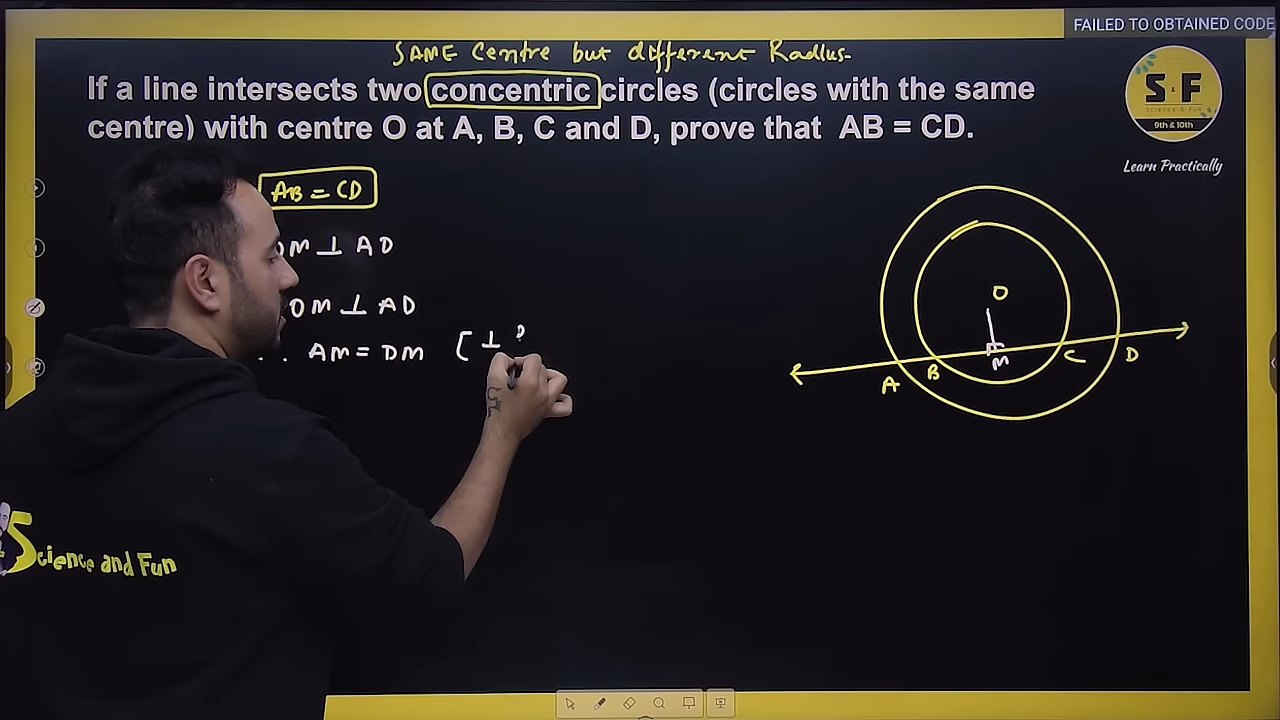 FAILED TO OBTAINED CODE
SAME Centre but different Radius.
If a line intersects two concentric circles (circles with the same
centre) with centre O at A, B, C and D, prove that AB = CD.
S&F
Science & Fun
9th & 10th
Learn Practically
AB = CD
OM ⊥ AD
OM ⊥ AD
∴ AM = DM [ ⊥
O
M
A
B
C
D
Science and Fun